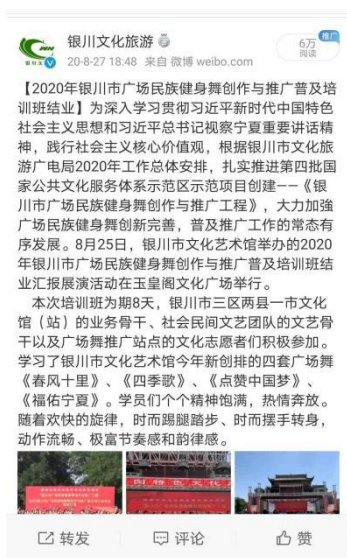 银川文化旅游
20-8-27 18:48 来自 微博 weibo.com
6万
阅读
推广
【2020年银川市广场民族健身舞创作与推广普及培
训班结业】为深入学习贯彻习近平新时代中国特色
社会主义思想和习近平总书记视察宁夏重要讲话精
神，践行社会主义核心价值观，根据银川市文化旅
游广电局2020年工作总体安排，扎实推进第四批国
家公共文化服务体系示范区示范项目创建——《银
川市广场民族健身舞创作与推广工程》，大力加强
广场民族健身舞创新完善，普及推广工作的常态有
序发展。8月25日，银川市文化艺术馆举办的2020
年银川市广场民族健身舞创作与推广普及培训班结
业汇报展演活动在玉皇阁文化广场举行。
本次培训班为期8天，银川市三区两县一市文化
馆（站）的业务骨干、社会民间文艺团队的文艺骨
干以及广场舞推广站点的文化志愿者们积极参加。
学习了银川市文化艺术馆今年新创排的四套广场舞
《春风十里》、《四季歌》、《点赞中国梦》、
《福佑宁夏》。学员们个个精神饱满，热情奔放。
随着欢快的旋律，时而踢腿踏步、时而摆手转身，
动作流畅、极富节奏感和韵律感。
转发
评论
赞